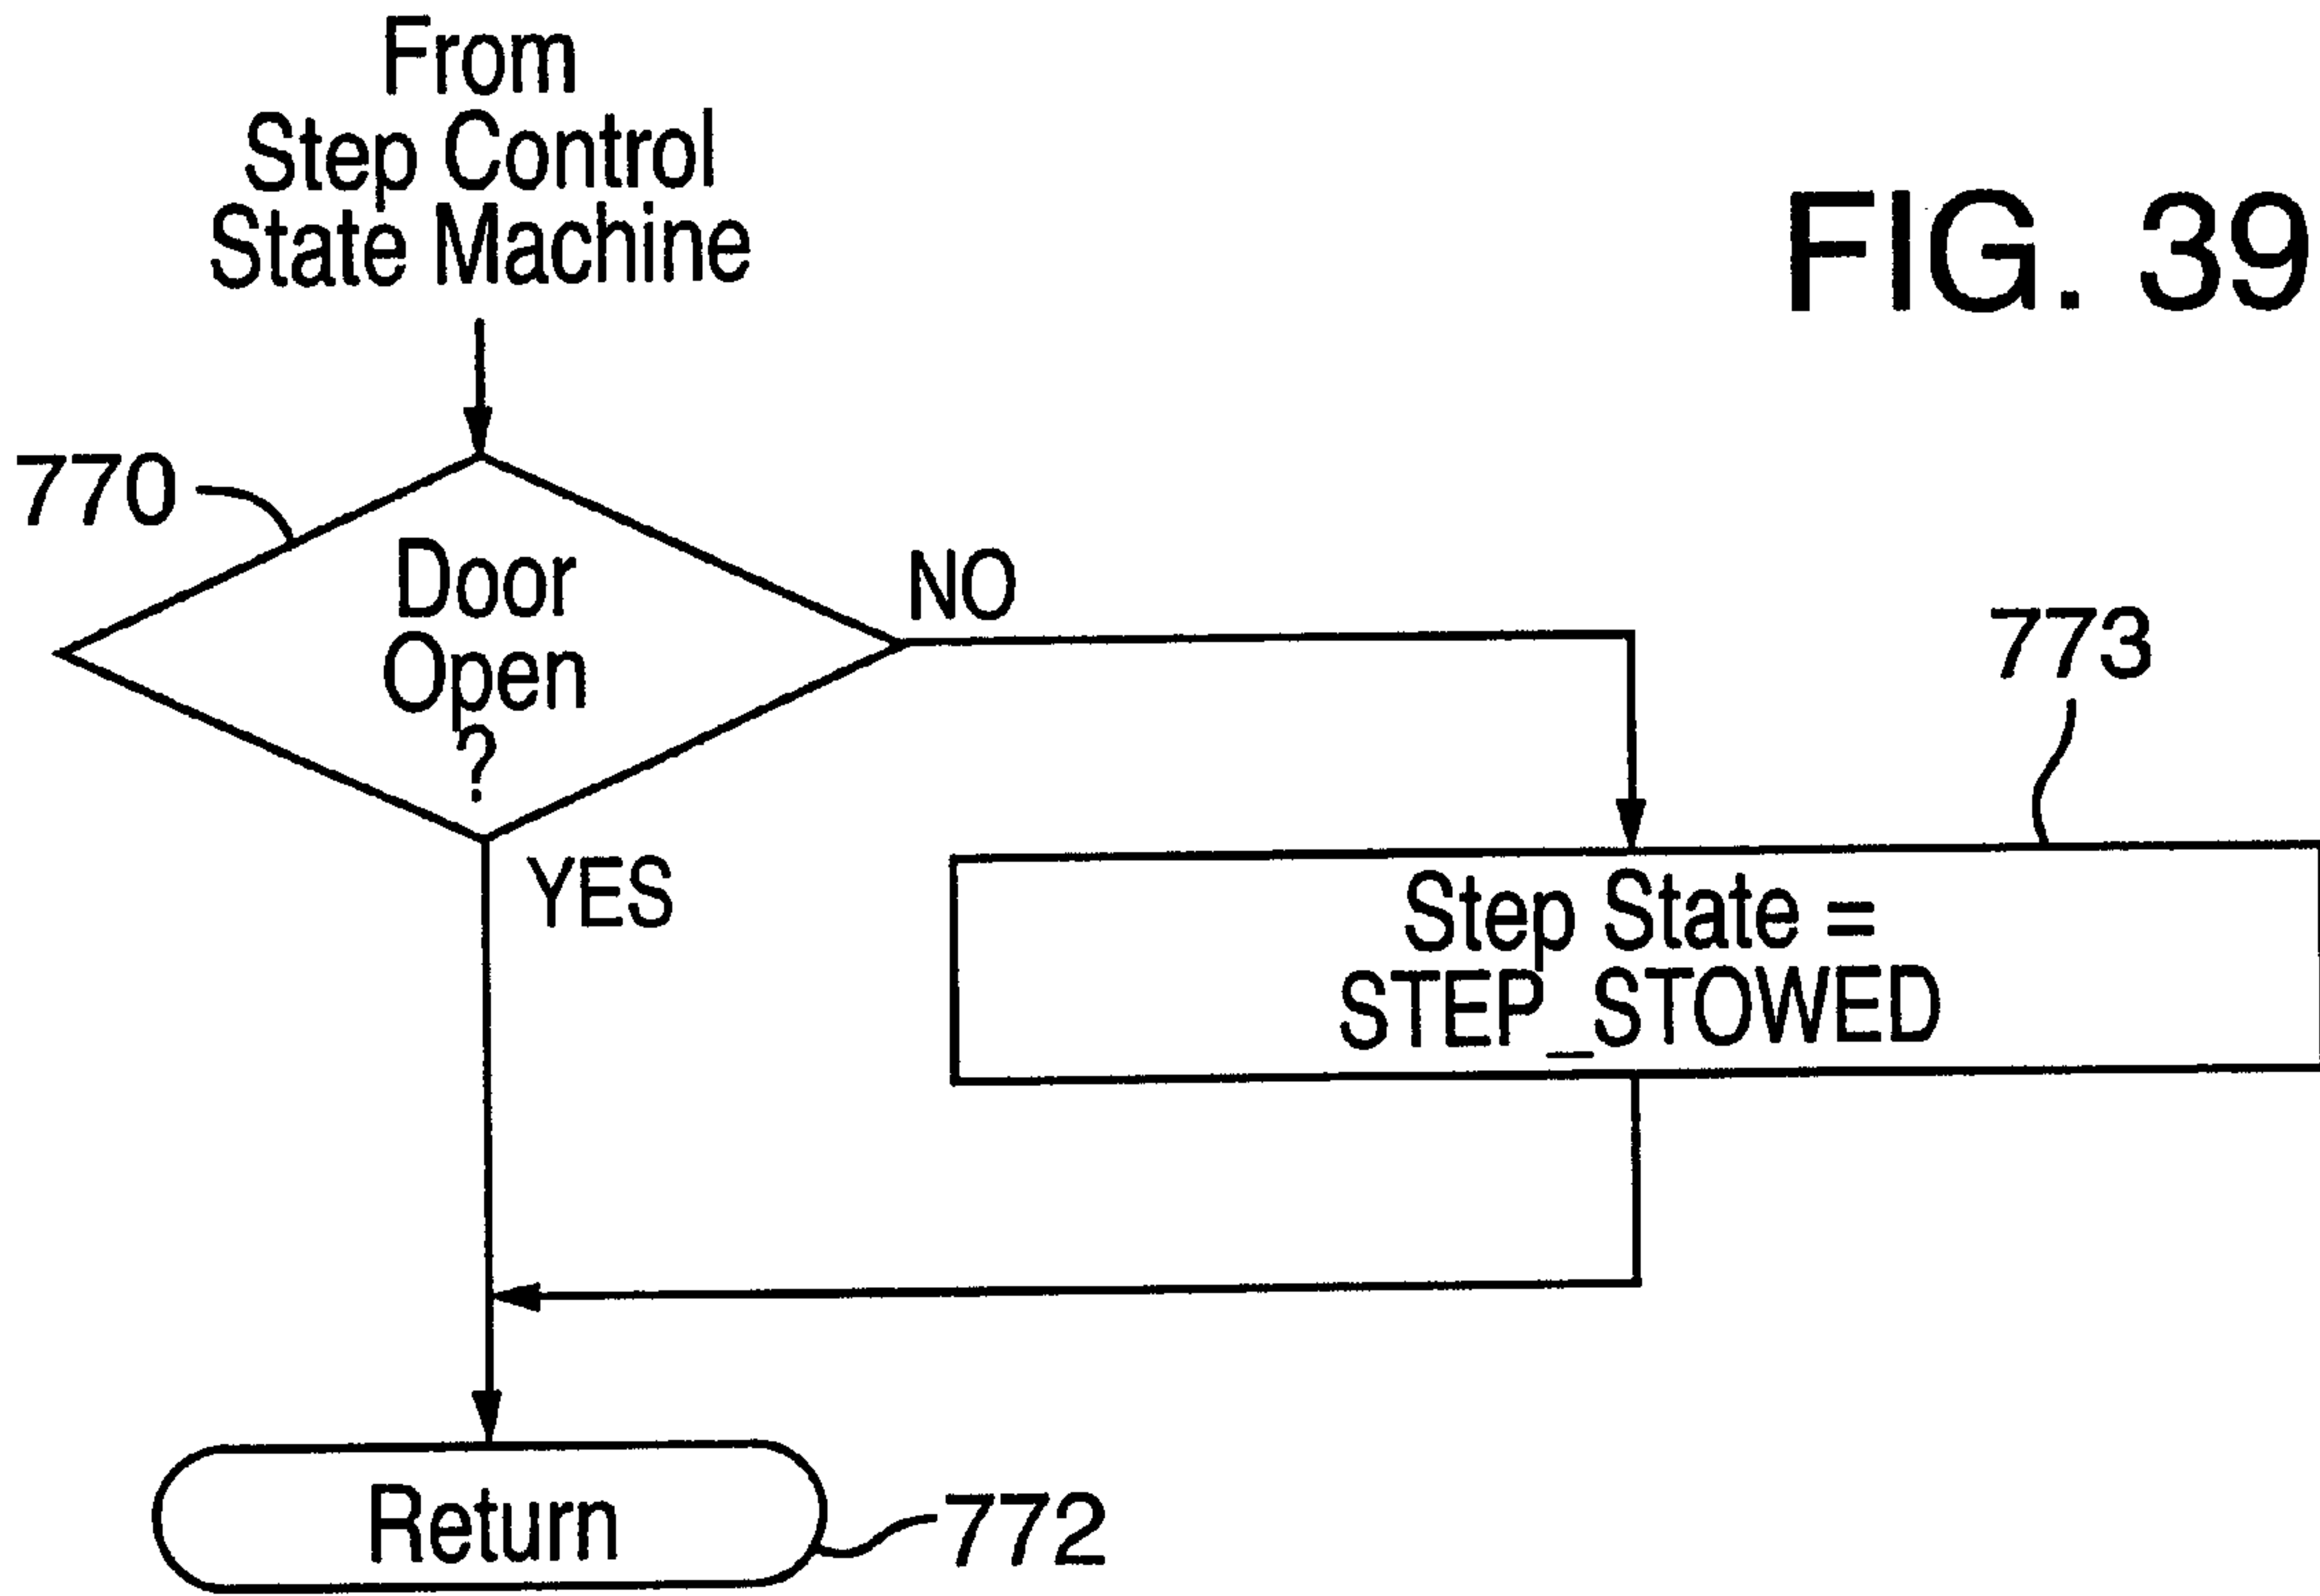 From
Step Control
State Machine
FIG. 39
770
Door
Open
?
NO
YES
773
Step State =
STEP_STOWED
Return
772